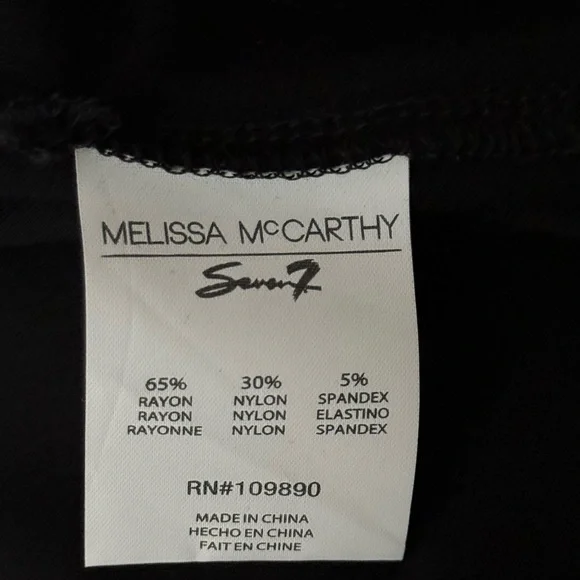 MELISSA McCARTHY
Seven7
65% 30% 5%
RAYON NYLON SPANDEX
RAYON NYLON ELASTINO
RAYONNE NYLON SPANDEX
RN#109890
MADE IN CHINA
HECHO EN CHINA
FAIT EN CHINE